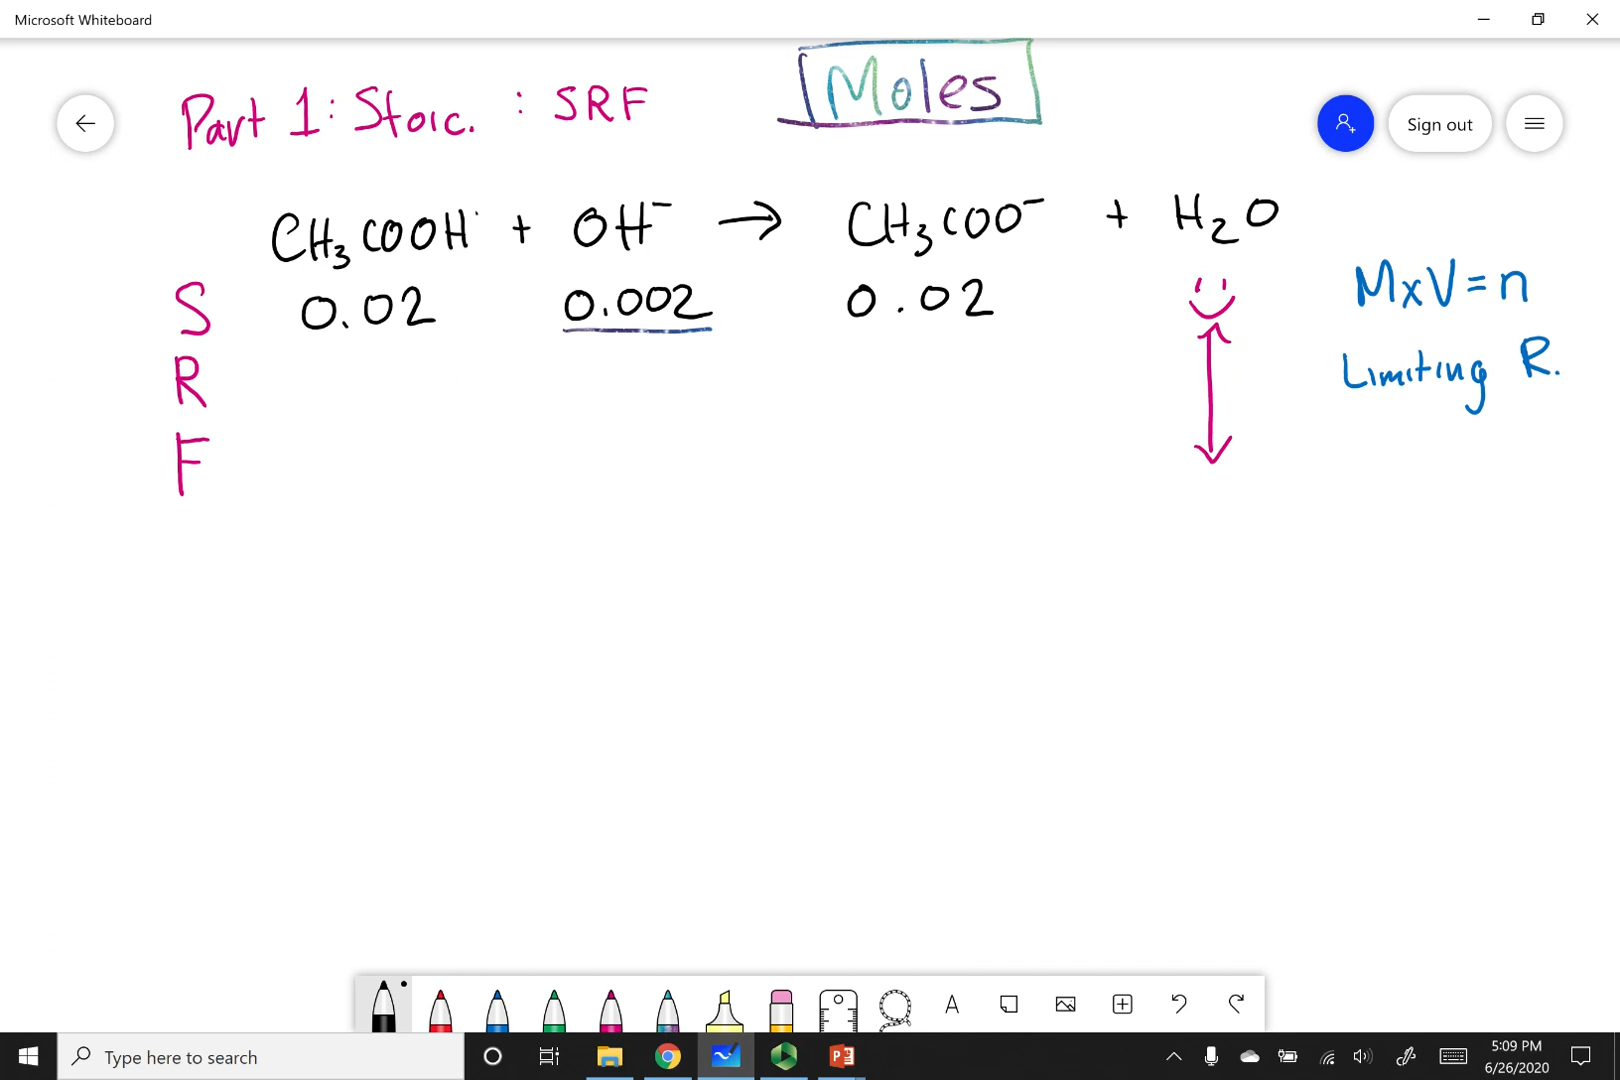 Microsoft Whiteboard
Moles
Part 1: Stoic. : SRF
Sign out
CH₃COOH + OH⁻ → CH₃COO⁻ + H₂O
S 0.02 0.002 0.02
MxV=n
R
Limiting R.
F
A
Type here to search
5:09 PM
6/26/2020